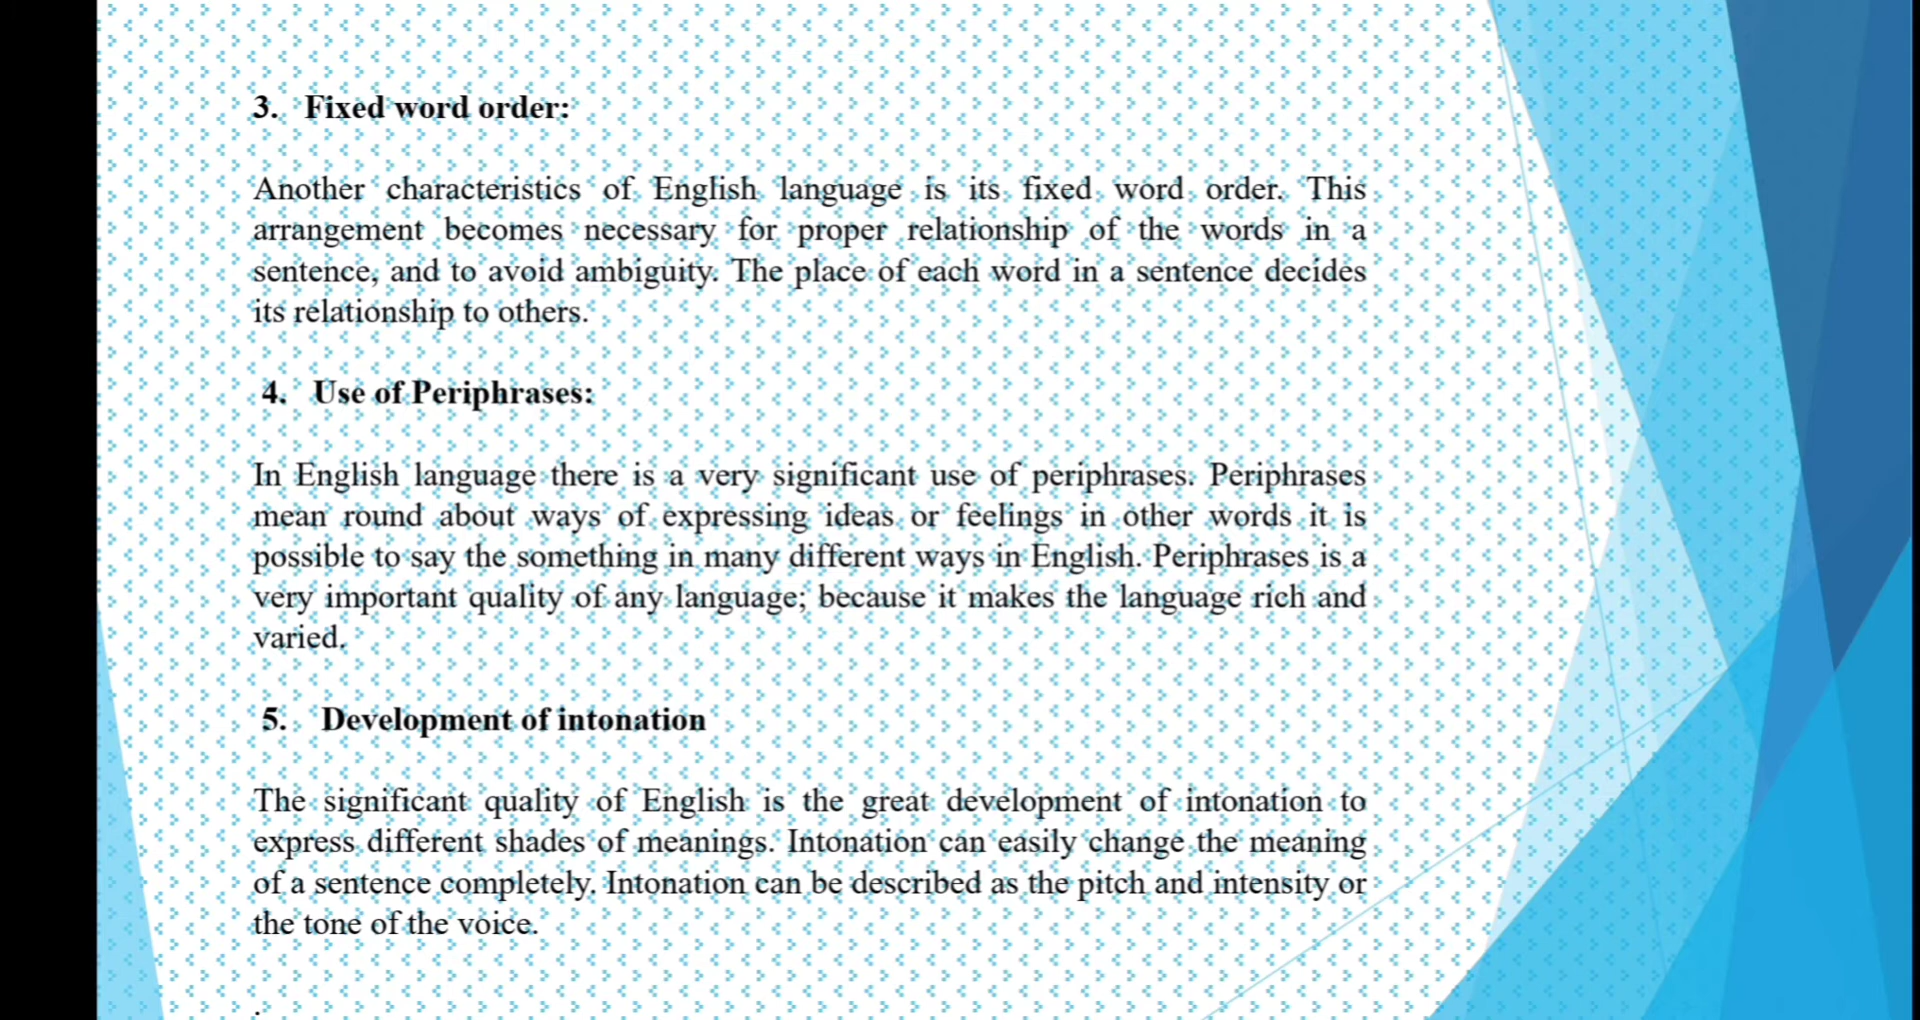 3. Fixed word order:
Another characteristics of English language is its fixed word order. This
arrangement becomes necessary for proper relationship of the words in a
sentence, and to avoid ambiguity. The place of each word in a sentence decides
its relationship to others.
4. Use of Periphrases:
In English language there is a very significant use of periphrases. Periphrases
mean round about ways of expressing ideas or feelings in other words it is
possible to say the something in many different ways in English. Periphrases is a
very important quality of any language; because it makes the language rich and
varied.
5. Development of intonation
The significant quality of English is the great development of intonation to
express different shades of meanings. Intonation can easily change the meaning
of a sentence completely. Intonation can be described as the pitch and intensity or
the tone of the voice.
.